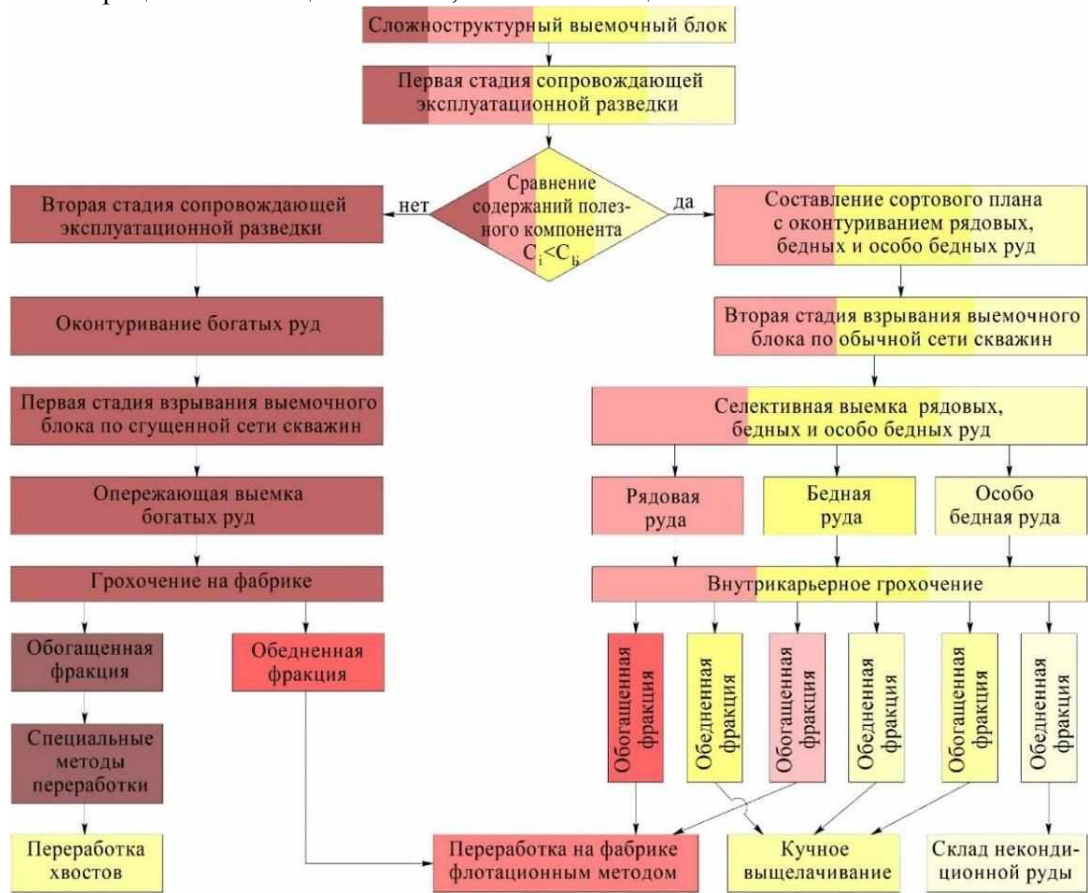 Сложноструктурный выемочный блок
Первая стадия сопровождающей
эксплуатационной разведки
Сравнение
содержаний полез-
ного компонента
Ci<CБ
нет
да
Вторая стадия сопровождающей
эксплуатационной разведки
Оконтуривание богатых руд
Первая стадия взрывания выемочного
блока по сгущенной сети скважин
Опережающая выемка
богатых руд
Грохочение на фабрике
Обогащенная
фракция
Обедненная
фракция
Специальные
методы
переработки
Переработка
хвостов
Составление сортового плана
с оконтуриванием рядовых,
бедных и особо бедных руд
Вторая стадия взрывания выемочного
блока по обычной сети скважин
Селективная выемка рядовых,
бедных и особо бедных руд
Рядовая
руда
Бедная
руда
Особо
бедная руда
Внутрикарьерное грохочение
Обогащенная
фракция
Обедненная
фракция
Обогащенная
фракция
Обедненная
фракция
Обогащенная
фракция
Обедненная
фракция
Переработка на фабрике
флотационным методом
Кучное
выщелачивание
Склад неконди-
ционной руды